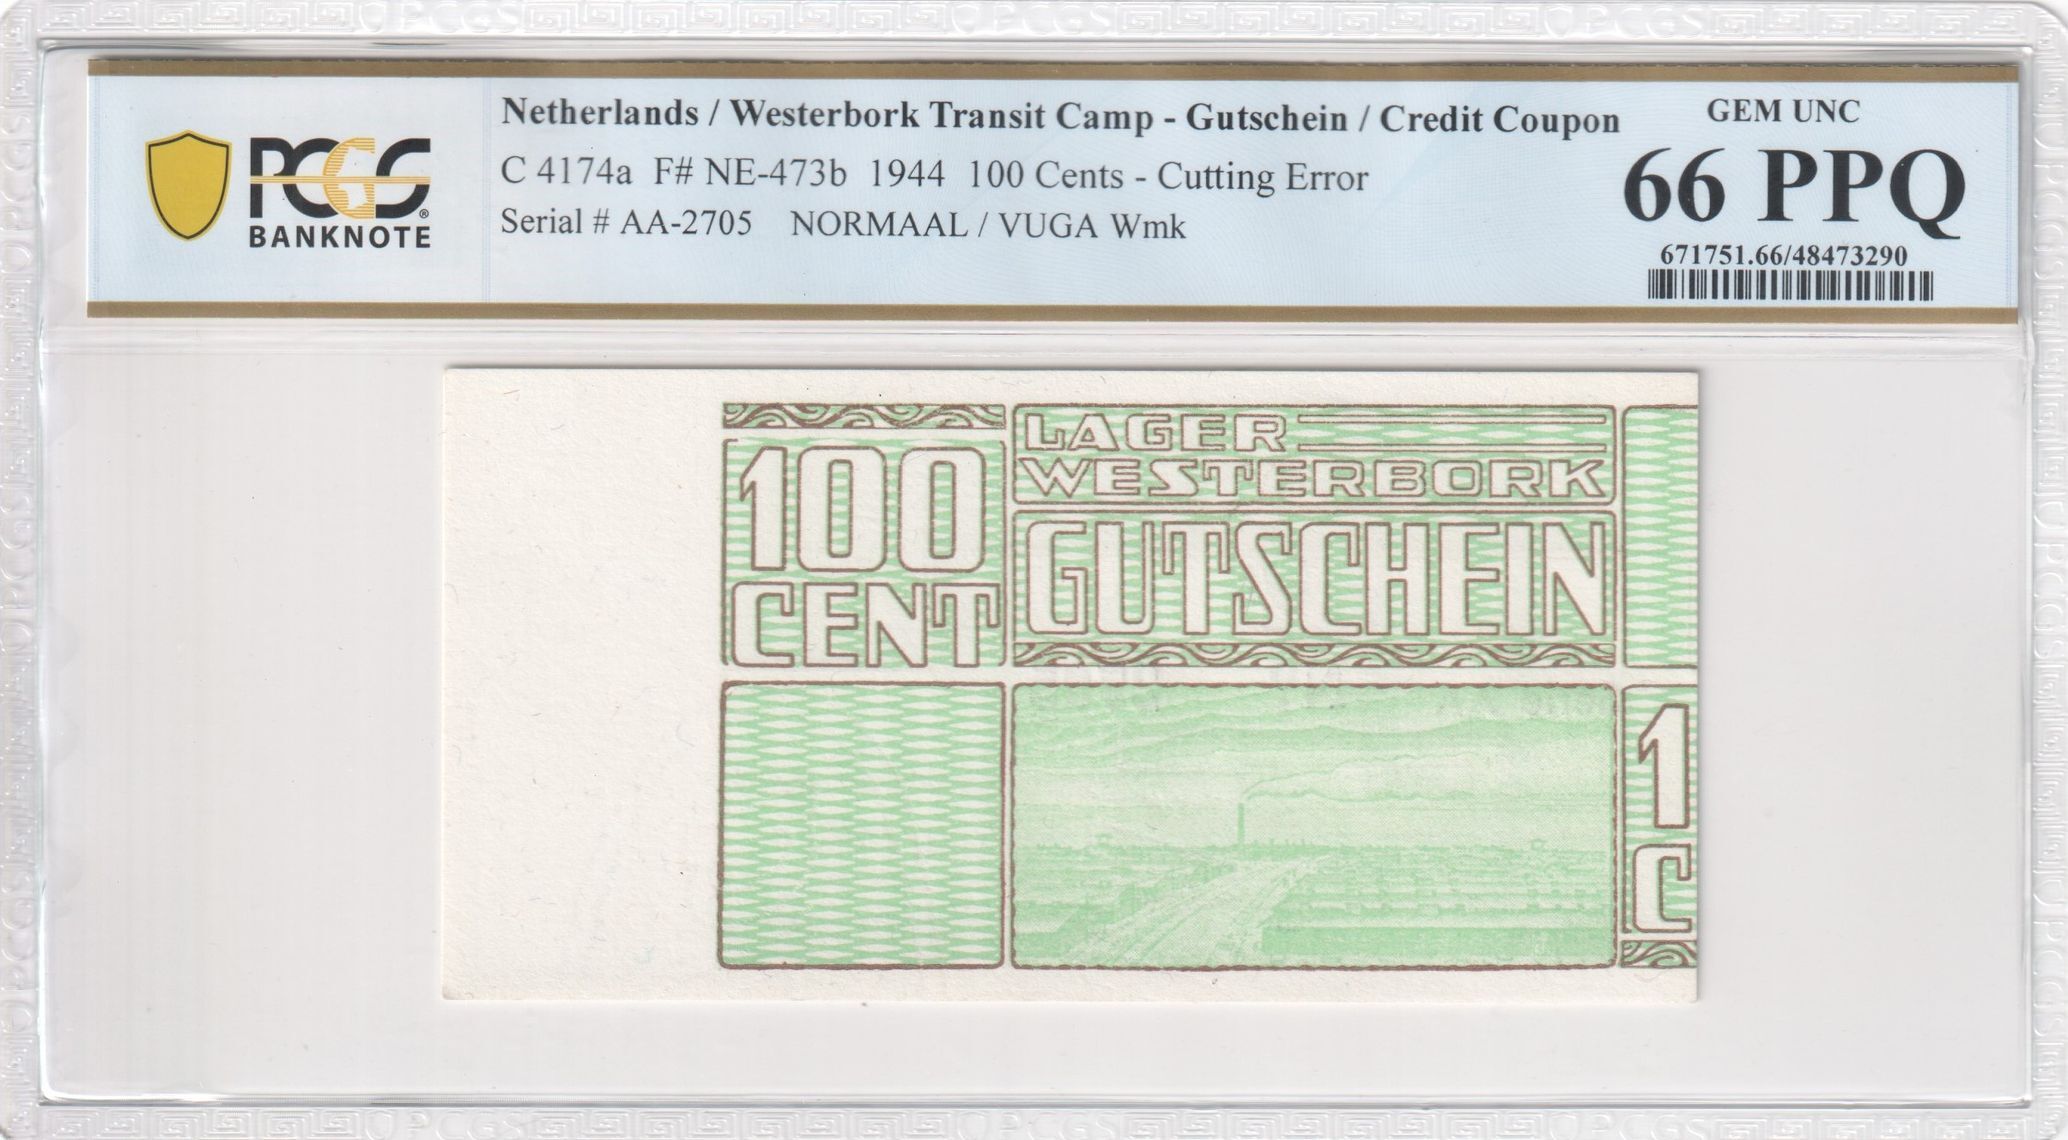 Netherlands / Westerbork Transit Camp - Gutschein / Credit Coupon
C 4174a F# NE-473b 1944 100 Cents - Cutting Error
Serial # AA-2705 NORMAAL / VUGA Wmk
GEM UNC
66 PPQ
671751.66/48473290
PCGS
BANKNOTE
100
CENT
LAGER
WESTERBORK
GUTSCHEIN
1
C